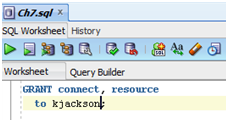 Ch7.sql
SQL Worksheet History
Worksheet Query Builder
GRANT connect, resource
to kjackson;